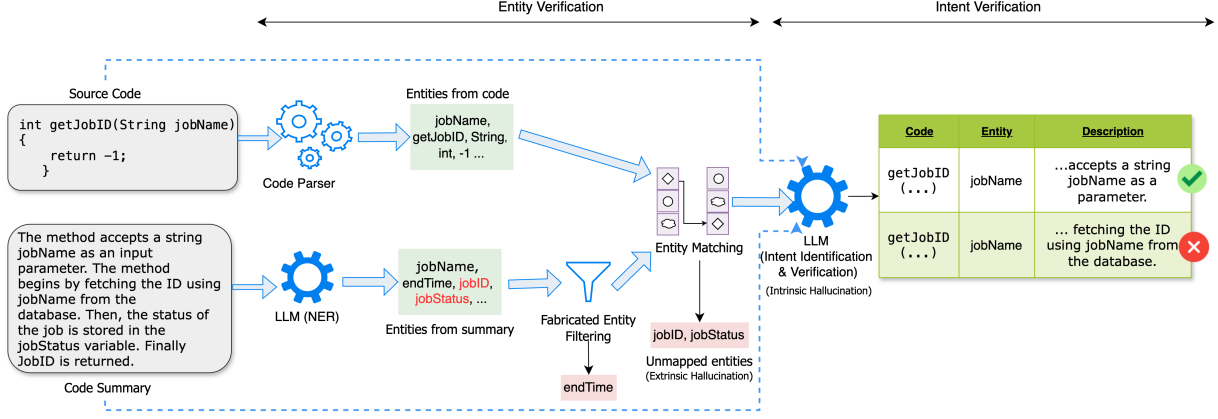 Entity Verification
Intent Verification
Source Code
int getJobID(String jobName)
{
return -1;
}
Code Parser
Entities from code
jobName,
getJobID, String,
int, -1 ...
The method accepts a string
jobName as an input
parameter. The method
begins by fetching the ID using
jobName from the
database. Then, the status of
the job is stored in the
jobStatus variable. Finally
JobID is returned.
Code Summary
LLM (NER)
jobName,
endTime, jobID,
jobStatus, ...
Entities from summary
Fabricated Entity
Filtering
endTime
Entity Matching
jobID, jobStatus
Unmapped entities
(Extrinsic Hallucination)
LLM
(Intent Identification
& Verification)
(Intrinsic Hallucination)
Code Entity Description
getJobID
(...)
jobName
...accepts a string
jobName as a
parameter.
getJobID
(...)
jobName
... fetching the ID
using jobName from
the database.